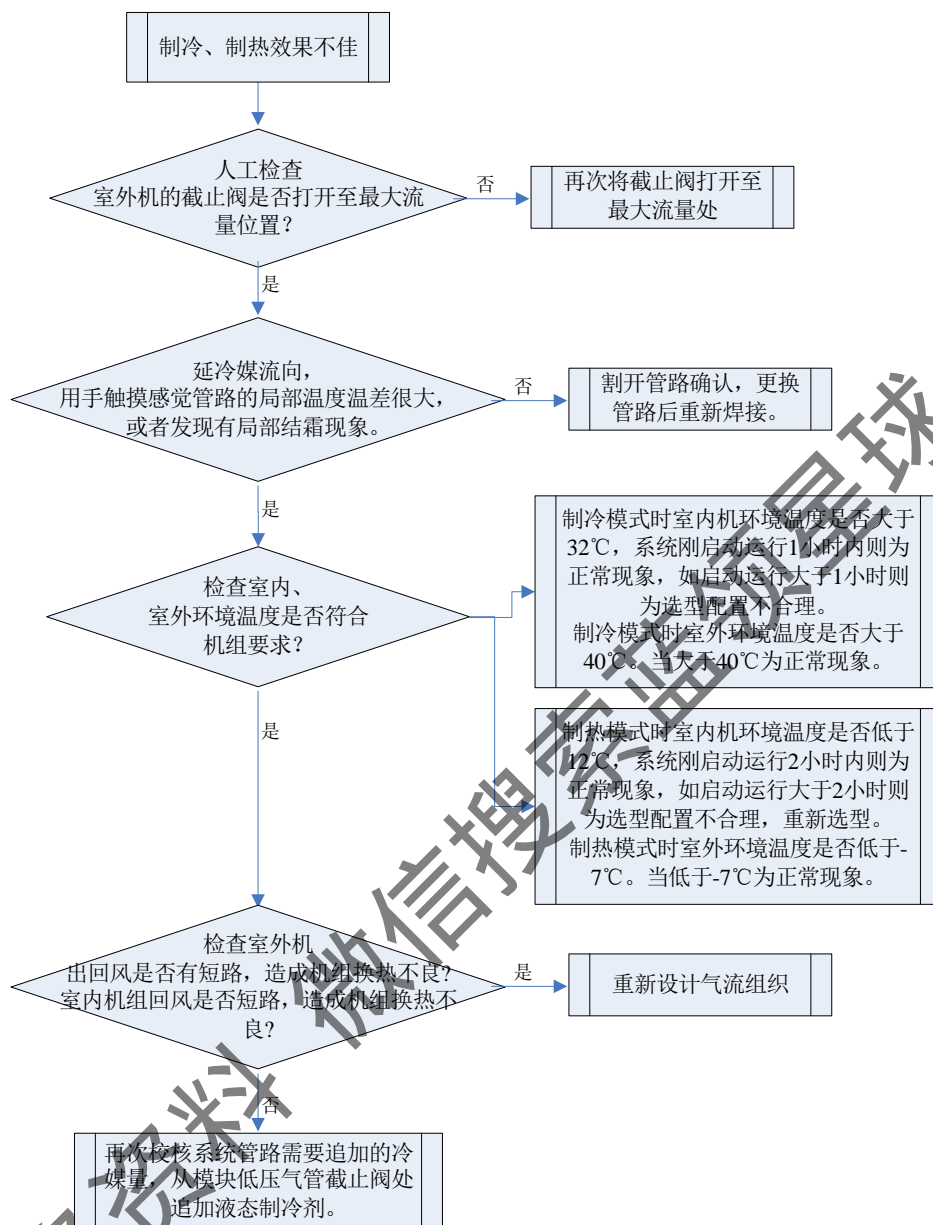 制冷、制热效果不佳
人工检查
室外机的截止阀是否打开至最大流
量位置?
否
再次将截止阀打开至
最大流量处
是
延冷媒流向,
用手触摸感觉管路的局部温度温差很大,
或者发现有局部结霜现象。
否
割开管路确认,更换
管路后重新焊接。
是
检查室内、
室外环境温度是否符合
机组要求?
制冷模式时室内机环境温度是否大于
32℃,系统刚启动运行1小时内则为
正常现象,如启动运行大于1小时则
为选型配置不合理。
制冷模式时室外环境温度是否大于
40℃。当大于40℃为正常现象。
是
制热模式时室内机环境温度是否低于
12℃,系统刚启动运行2小时内则为
正常现象,如启动运行大于2小时则
为选型配置不合理,重新选型。
制热模式时室外环境温度是否低于-
7℃。当低于-7℃为正常现象。
检查室外机
出回风是否有短路,造成机组换热不良?
室内机组回风是否短路,造成机组换热不
良?
是
重新设计气流组织
否
再次校核系统管路需要追加的冷
媒量,从模块低压气管截止阀处
追加液态制冷剂。
资料 微信搜索蓝领星球